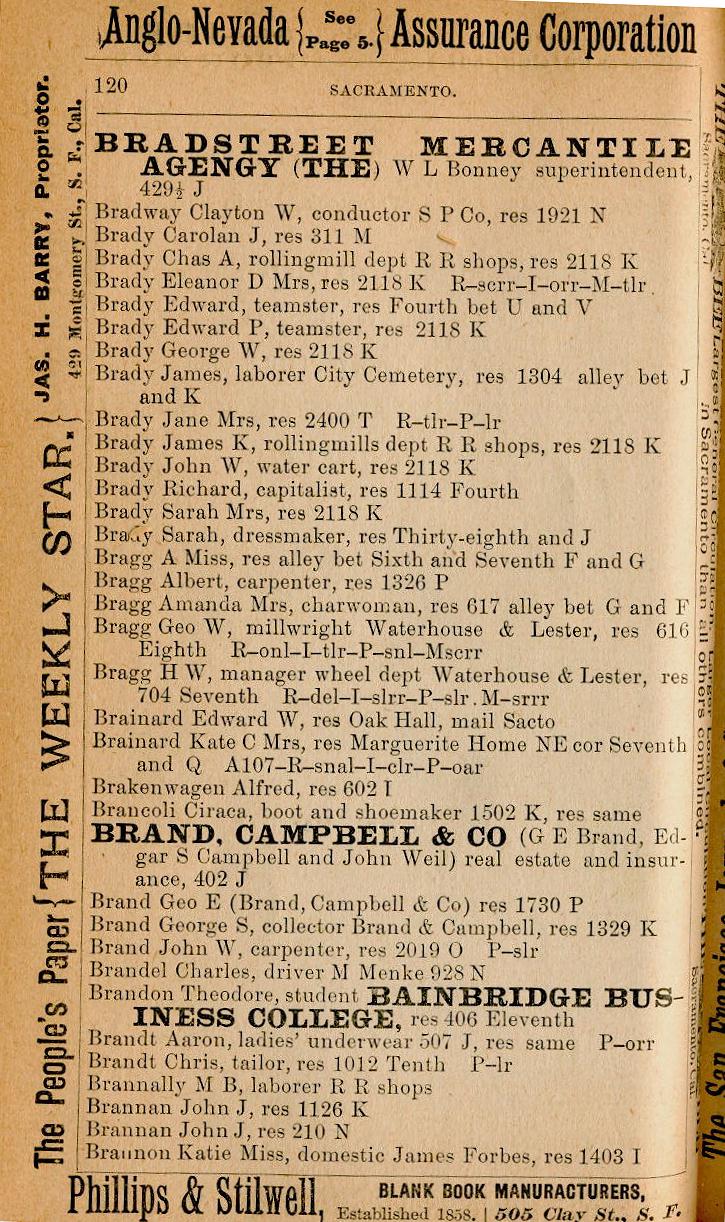 Anglo-Nevada { See Page 5. } Assurance Corporation
120 SACRAMENTO.
BRADSTREET MERCANTILE
AGENGY (THE) W L Bonney superintendent,
429½ J
Bradway Clayton W, conductor S P Co, res 1921 N
Brady Carolan J, res 311 M
Brady Chas A, rollingmill dept R R shops, res 2118 K
Brady Eleanor D Mrs, res 2118 K R–scrr–I–orr–M–tlr
Brady Edward, teamster, res Fourth bet U and V
Brady Edward P, teamster, res 2118 K
Brady George W, res 2118 K
Brady James, laborer City Cemetery, res 1304 alley bet J
and K
Brady Jane Mrs, res 2400 T R–tlr–P–lr
Brady James K, rollingmills dept R R shops, res 2118 K
Brady John W, water cart, res 2118 K
Brady Richard, capitalist, res 1114 Fourth
Brady Sarah Mrs, res 2118 K
Brady Sarah, dressmaker, res Thirty-eighth and J
Bragg A Miss, res alley bet Sixth and Seventh F and G
Bragg Albert, carpenter, res 1326 P
Bragg Amanda Mrs, charwoman, res 617 alley bet G and F
Bragg Geo W, millwright Waterhouse & Lester, res 616
Eighth R–onl–I–tlr–P–snl–Mscrr
Bragg H W, manager wheel dept Waterhouse & Lester, res
704 Seventh R–del–I–slrr–P–slr. M–srrr
Brainard Edward W, res Oak Hall, mail Sacto
Brainard Kate C Mrs, res Marguerite Home NE cor Seventh
and Q A107–R–snal–I–clr–P–oar
Brakenwagen Alfred, res 602 I
Brancoli Ciraca, boot and shoemaker 1502 K, res same
BRAND, CAMPBELL & CO (G E Brand, Ed-
gar S Campbell and John Weil) real estate and insur-
ance, 402 J
Brand Geo E (Brand, Campbell & Co) res 1730 P
Brand George S, collector Brand & Campbell, res 1329 K
Brand John W, carpenter, res 2019 O P–slr
Brandel Charles, driver M Menke 928 N
Brandon Theodore, student BAINBRIDGE BUS-
INESS COLLEGE, res 406 Eleventh
Brandt Aaron, ladies' underwear 507 J, res same P–orr
Brandt Chris, tailor, res 1012 Tenth P–lr
Brannally M B, laborer R R shops
Brannan John J, res 1126 K
Brannan John J, res 210 N
Brannon Katie Miss, domestic James Forbes, res 1403 I
Phillips & Stilwell, BLANK BOOK MANURACTURERS,
Established 1858. | 505 Clay St., S. F.
The People's Paper { THE WEEKLY STAR. } JAS. H. BARRY, Proprietor.
429 Montgomery St., S. F., Cal.
in Sacramento than all others combined.
The San Francisco